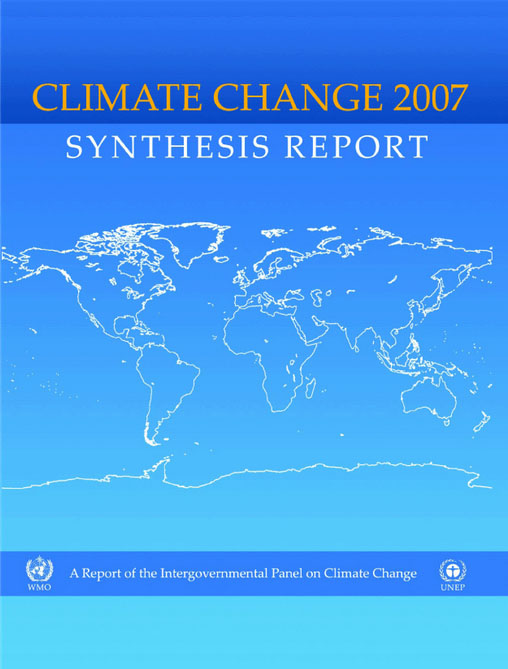 CLIMATE CHANGE 2007
SYNTHESIS REPORT
A Report of the Intergovernmental Panel on Climate Change
WMO
UNEP